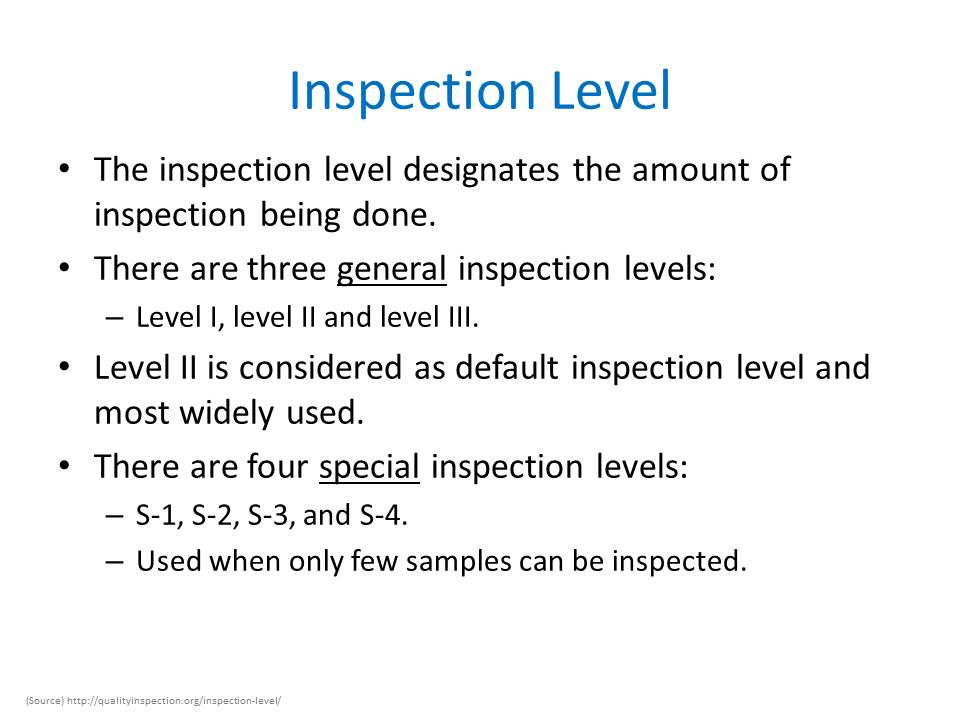 Inspection Level
• The inspection level designates the amount of
inspection being done.
• There are three general inspection levels:
– Level I, level II and level III.
• Level II is considered as default inspection level and
most widely used.
• There are four special inspection levels:
– S-1, S-2, S-3, and S-4.
– Used when only few samples can be inspected.
(Source) http://qualityinspection.org/inspection-level/